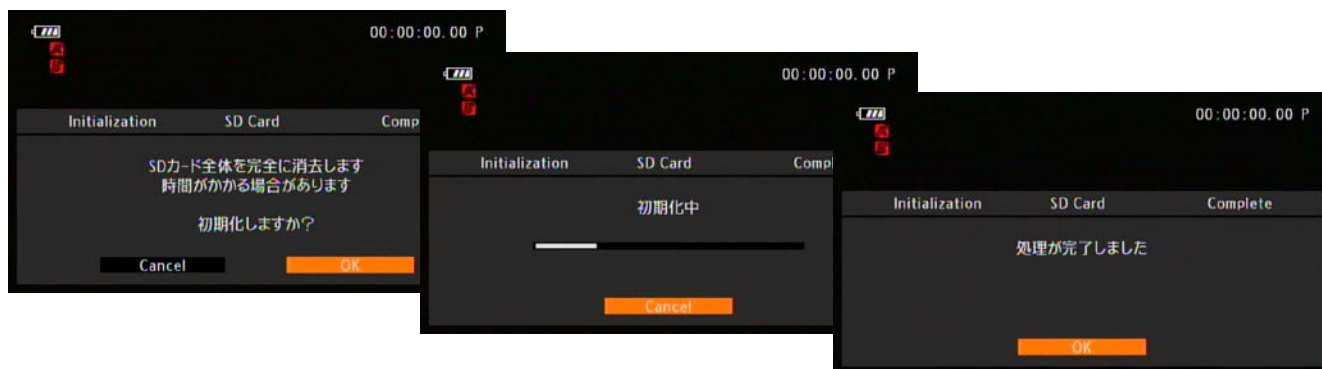 00:00:00.00 P
Initialization SD Card Comp
SDカード全体を完全に消去します
時間がかかる場合があります
初期化しますか?
Cancel OK
00:00:00.00 P
Initialization SD Card Compl
初期化中
Cancel
00:00:00.00 P
Initialization SD Card Complete
処理が完了しました
OK